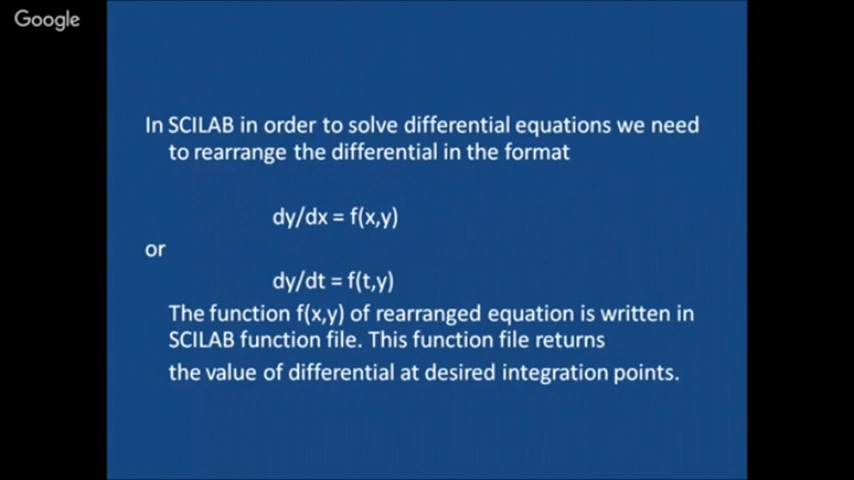 Google
In SCILAB in order to solve differential equations we need
to rearrange the differential in the format
dy/dx = f(x,y)
or
dy/dt = f(t,y)
The function f(x,y) of rearranged equation is written in
SCILAB function file. This function file returns
the value of differential at desired integration points.